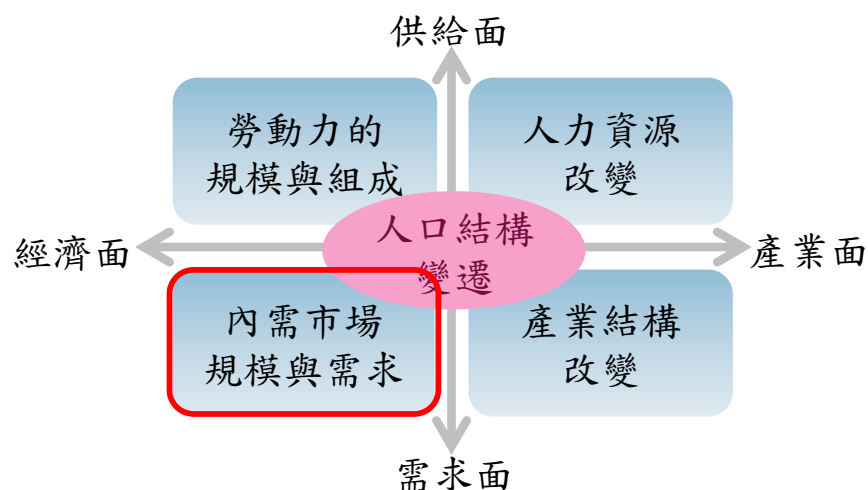 供給面
勞動力的
規模與組成
人力資源
改變
經濟面
人口結構
變遷
產業面
內需市場
規模與需求
產業結構
改變
需求面